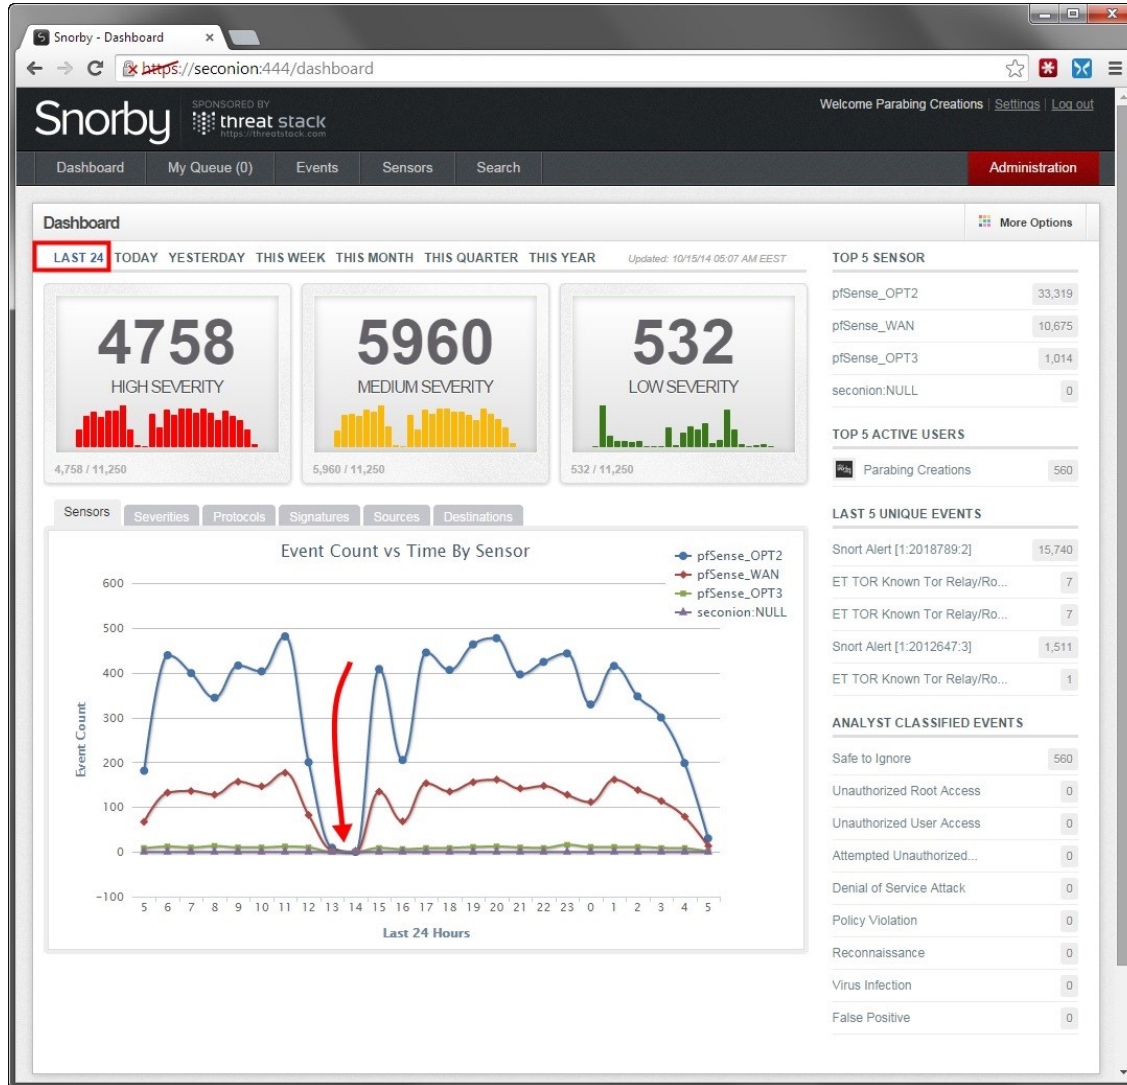 Snorby - Dashboard
https://seconion:444/dashboard
Snorby
SPONSORED BY
threat stack
https://threatstack.com
Welcome Parabing Creations | Settings | Log out
Dashboard
My Queue (0)
Events
Sensors
Search
Administration
Dashboard
More Options
LAST 24
TODAY
YESTERDAY
THIS WEEK
THIS MONTH
THIS QUARTER
THIS YEAR
Updated: 10/15/14 05:07 AM EEST
4758
HIGH SEVERITY
4,758 / 11,250
5960
MEDIUM SEVERITY
5,960 / 11,250
532
LOW SEVERITY
532 / 11,250
Sensors
Severities
Protocols
Signatures
Sources
Destinations
Event Count vs Time By Sensor
pfSense_OPT2
pfSense_WAN
pfSense_OPT3
seconion:NULL
Event Count
600
500
400
300
200
100
0
-100
5 6 7 8 9 10 11 12 13 14 15 16 17 18 19 20 21 22 23 0 1 2 3 4 5
Last 24 Hours
TOP 5 SENSOR
pfSense_OPT2 33,319
pfSense_WAN 10,675
pfSense_OPT3 1,014
seconion:NULL 0
TOP 5 ACTIVE USERS
Parabing Creations 560
LAST 5 UNIQUE EVENTS
Snort Alert [1:2018789:2] 15,740
ET TOR Known Tor Relay/Ro... 7
ET TOR Known Tor Relay/Ro... 7
Snort Alert [1:2012647:3] 1,511
ET TOR Known Tor Relay/Ro... 1
ANALYST CLASSIFIED EVENTS
Safe to Ignore 560
Unauthorized Root Access 0
Unauthorized User Access 0
Attempted Unauthorized... 0
Denial of Service Attack 0
Policy Violation 0
Reconnaissance 0
Virus Infection 0
False Positive 0